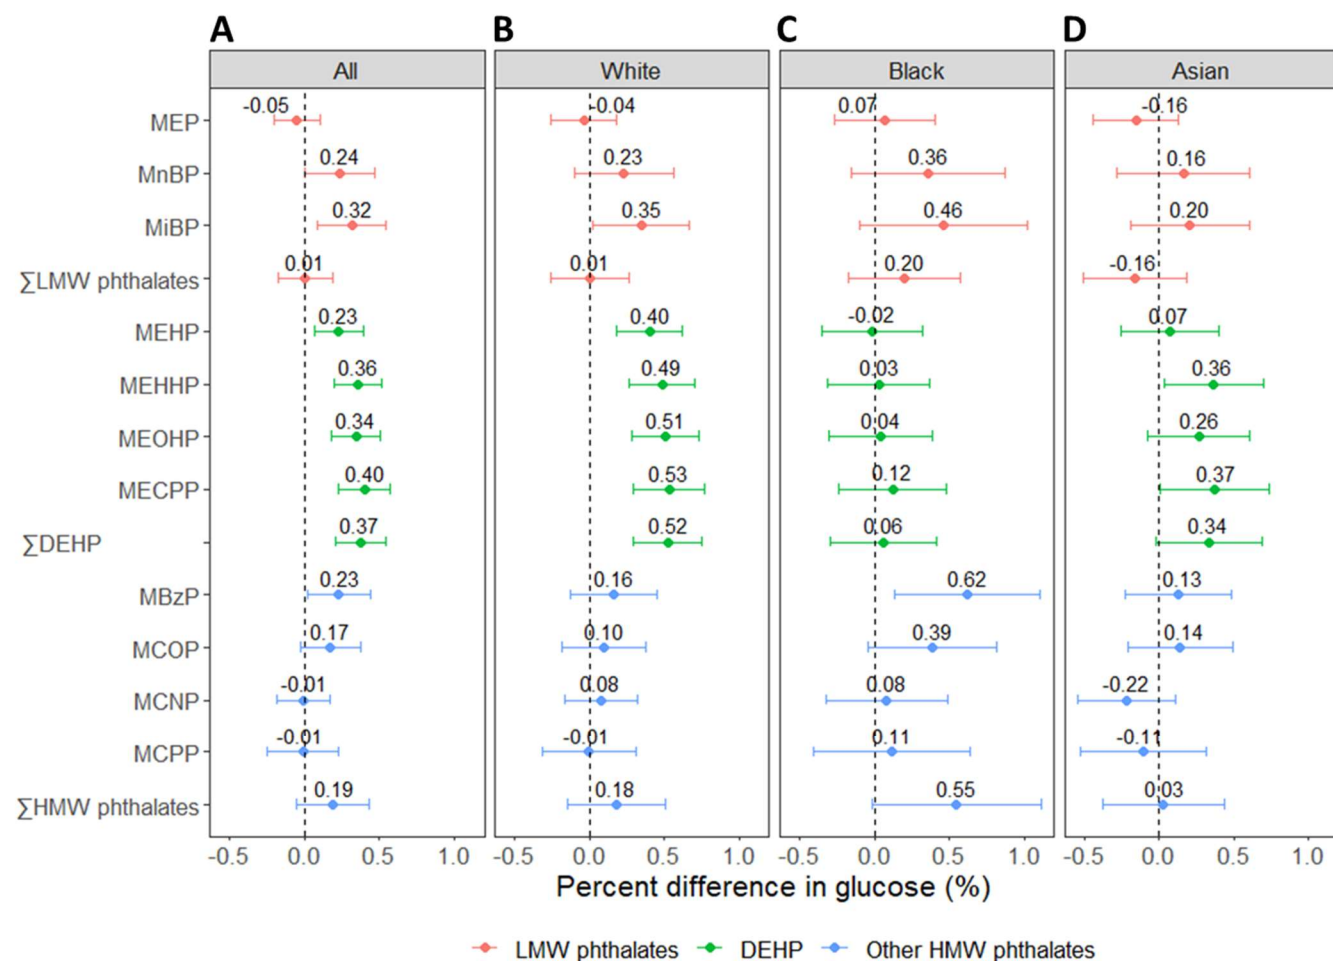 A B C D
All White Black Asian
MEP -0.05 -0.04 0.07 -0.16
MnBP 0.24 0.23 0.36 0.16
MiBP 0.32 0.35 0.46 0.20
∑LMW phthalates 0.01 0.01 0.20 -0.16
MEHP 0.23 0.40 -0.02 0.07
MEHHP 0.36 0.49 0.03 0.36
MEOHP 0.34 0.51 0.04 0.26
MECPP 0.40 0.53 0.12 0.37
∑DEHP 0.37 0.52 0.06 0.34
MBzP 0.23 0.16 0.62 0.13
MCOP 0.17 0.10 0.39 0.14
MCNP -0.01 0.08 0.08 -0.22
MCPP -0.01 -0.01 0.11 -0.11
∑HMW phthalates 0.19 0.18 0.55 0.03
-0.5 0.0 0.5 1.0 -0.5 0.0 0.5 1.0 -0.5 0.0 0.5 1.0 -0.5 0.0 0.5 1.0
Percent difference in glucose (%)
LMW phthalates DEHP Other HMW phthalates